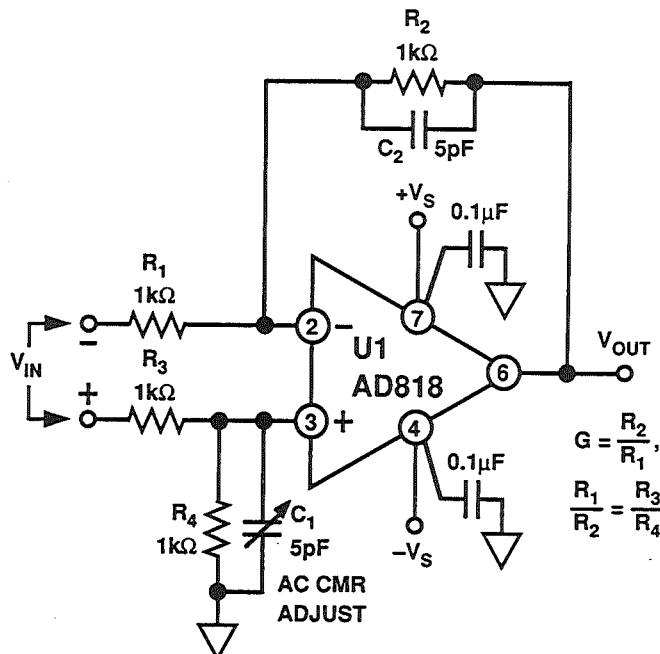 R2
1kΩ
C2 5pF
+VS
0.1μF
R1
1kΩ
2 −
7
VIN
−
U1
AD818
6
VOUT
R3
+
1kΩ
3 +
4
0.1μF
G = R2/R1 ,
R1/R2 = R3/R4
R4
1kΩ
C1
5pF
−VS
AC CMR
ADJUST